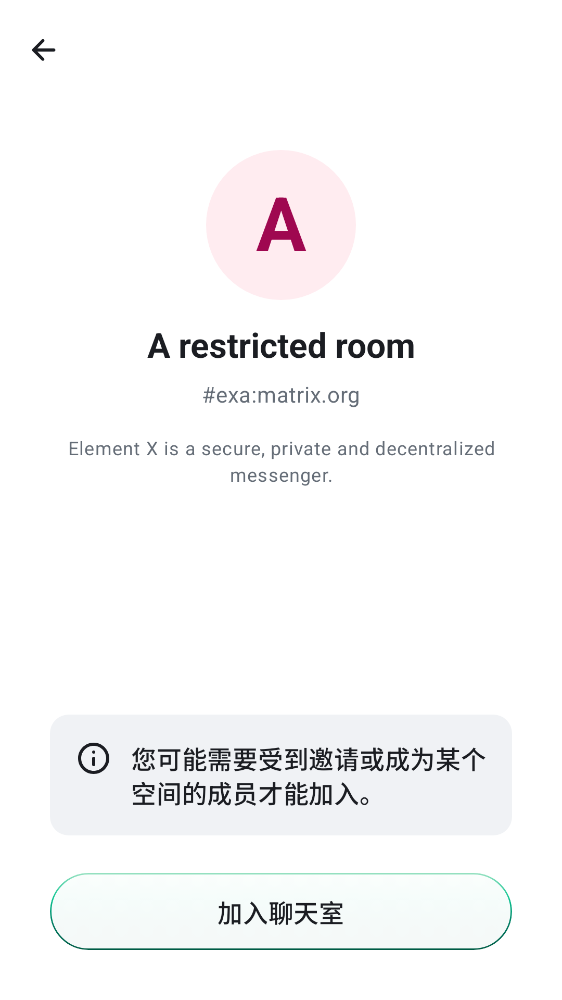 A
A restricted room
#exa:matrix.org
Element X is a secure, private and decentralized
messenger.
您可能需要受到邀请或成为某个
空间的成员才能加入。
加入聊天室